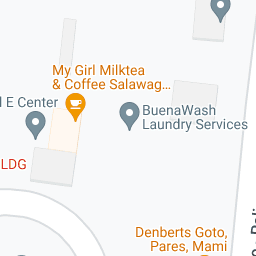 My Girl Milktea
& Coffee Salawag...
E Center
BuenaWash
Laundry Services
LDG
Denberts Goto,
Pares, Mami